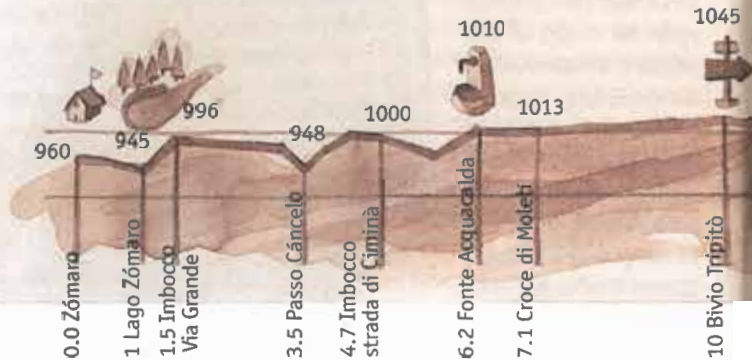 1045
1010
996
1000
1013
945
948
960
0.0 Zómaro
1 Lago Zómaro
1.5 Imbocco
Via Grande
3.5 Passo Cáncelo
4.7 Imbocco
strada di Ciminà
6.2 Fonte Acquacalda
7.1 Croce di Moleti
10 Bivio Tripitò